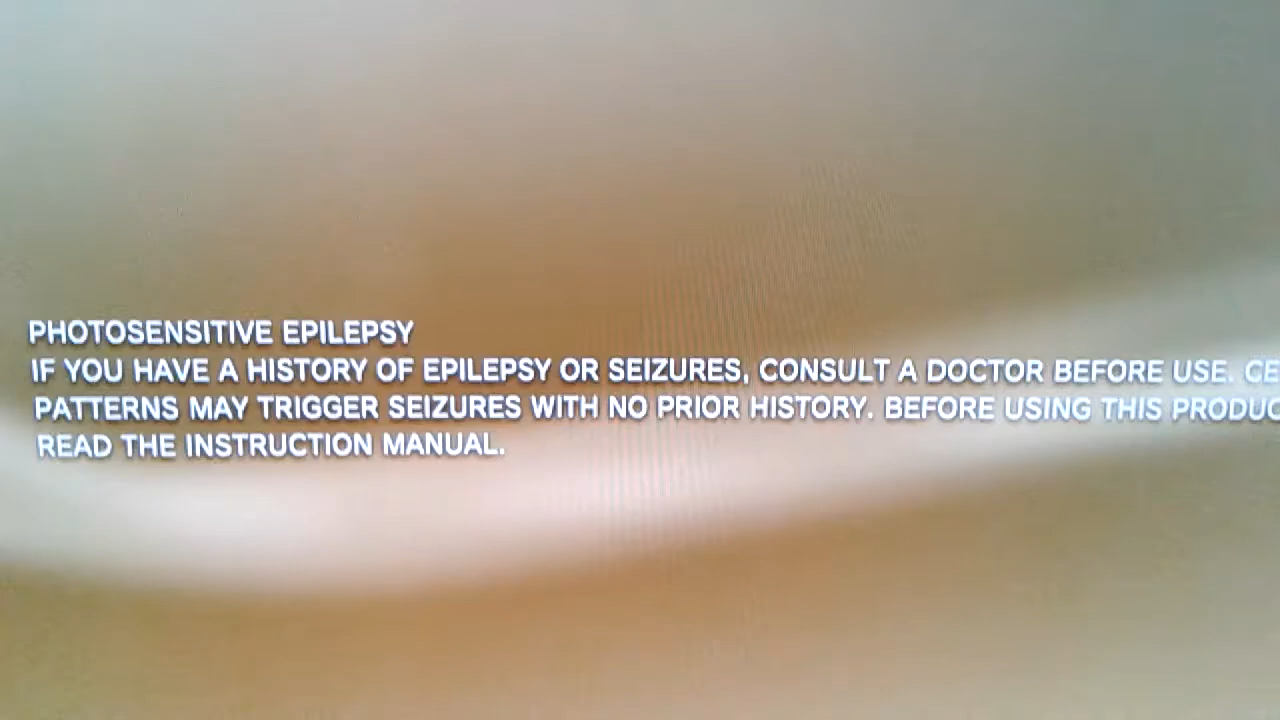 PHOTOSENSITIVE EPILEPSY
IF YOU HAVE A HISTORY OF EPILEPSY OR SEIZURES, CONSULT A DOCTOR BEFORE USE.
PATTERNS MAY TRIGGER SEIZURES WITH NO PRIOR HISTORY. BEFORE USING THIS
READ THE INSTRUCTION MANUAL.